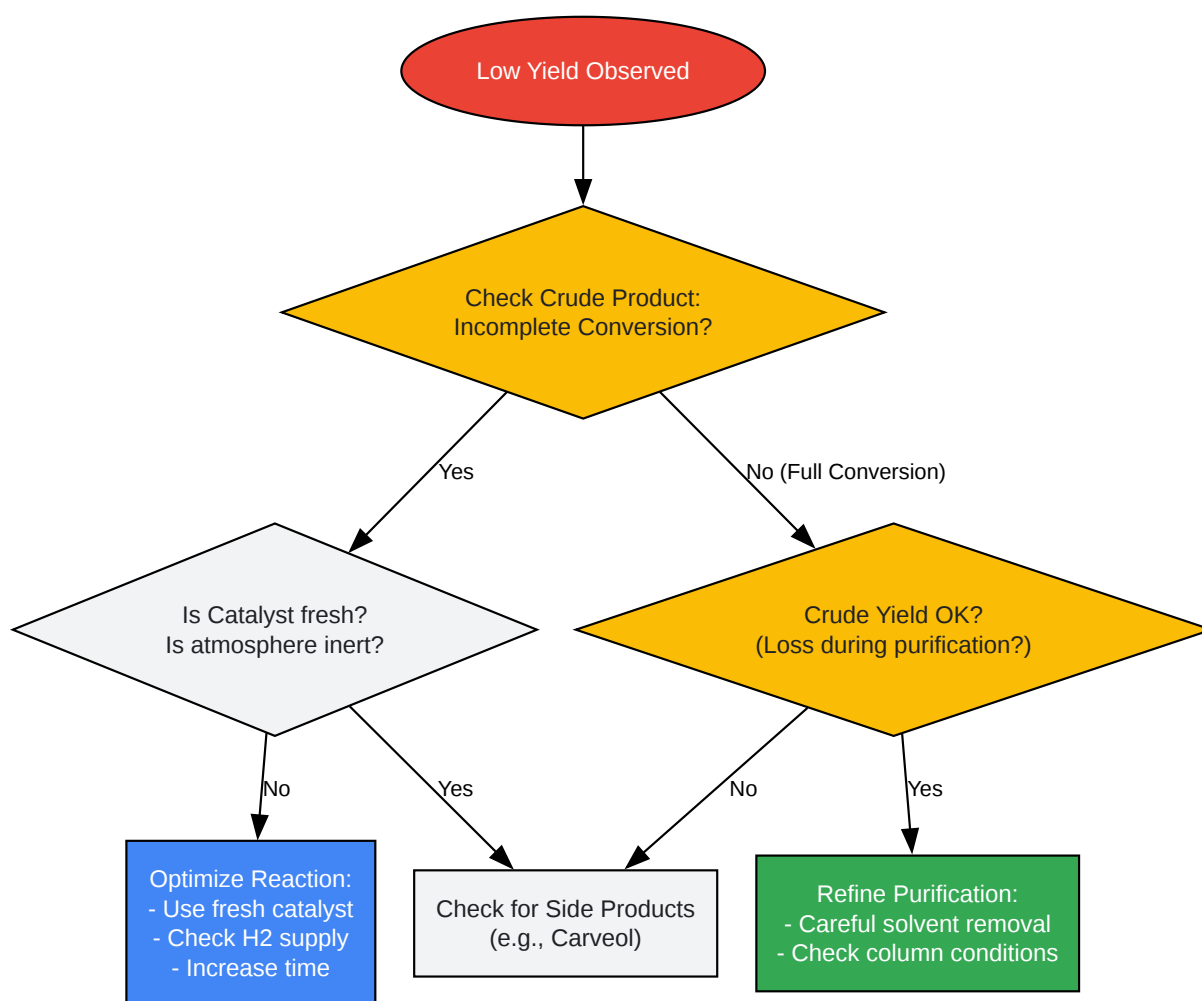 Low Yield Observed
Check Crude Product:
Incomplete Conversion?
Yes
No (Full Conversion)
Is Catalyst fresh?
Is atmosphere inert?
Crude Yield OK?
(Loss during purification?)
No
Yes
No
Yes
Optimize Reaction:
- Use fresh catalyst
- Check H2 supply
- Increase time
Check for Side Products
(e.g., Carveol)
Refine Purification:
- Careful solvent removal
- Check column conditions